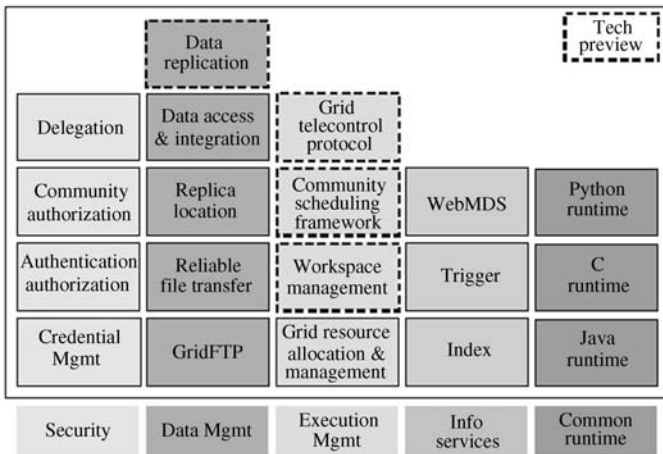 Data
replication
Tech
preview
Delegation
Data access
& integration
Grid
telecontrol
protocol
Community
authorization
Replica
location
Community
scheduling
framework
WebMDS
Python
runtime
Authentication
authorization
Reliable
file transfer
Workspace
management
Trigger
C
runtime
Credential
Mgmt
GridFTP
Grid resource
allocation &
management
Index
Java
runtime
Security
Data Mgmt
Execution
Mgmt
Info
services
Common
runtime